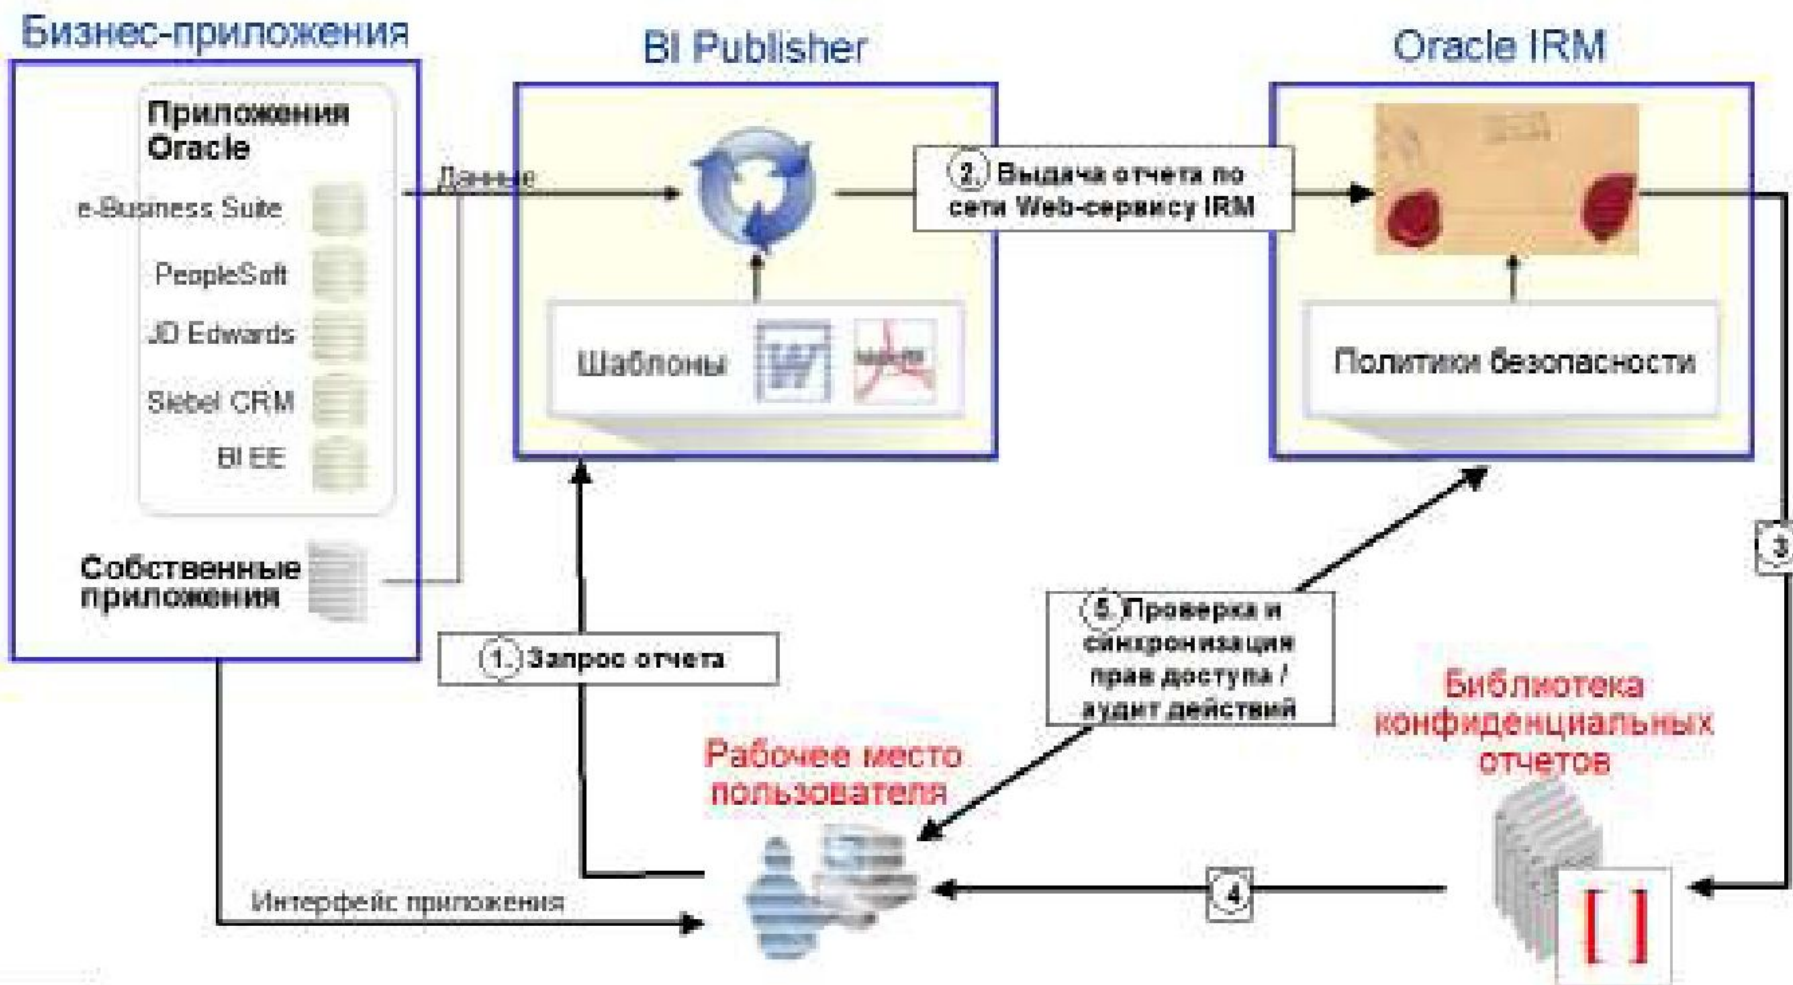 Бизнес-приложения
BI Publisher
Oracle IRM
Приложения
Oracle
e-Business Suite
PeopleSoft
JD Edwards
Siebel CRM
BI EE
Собственные
приложения
Данные
2. Выдача отчета по
сети Web-сервису IRM
Шаблоны
Политики безопасности
3
1. Запрос отчета
5. Проверка и
синхронизация
прав доступа /
аудит действий
Библиотека
конфиденциальных
отчетов
Рабочее место
пользователя
4
Интерфейс приложения
[ ]